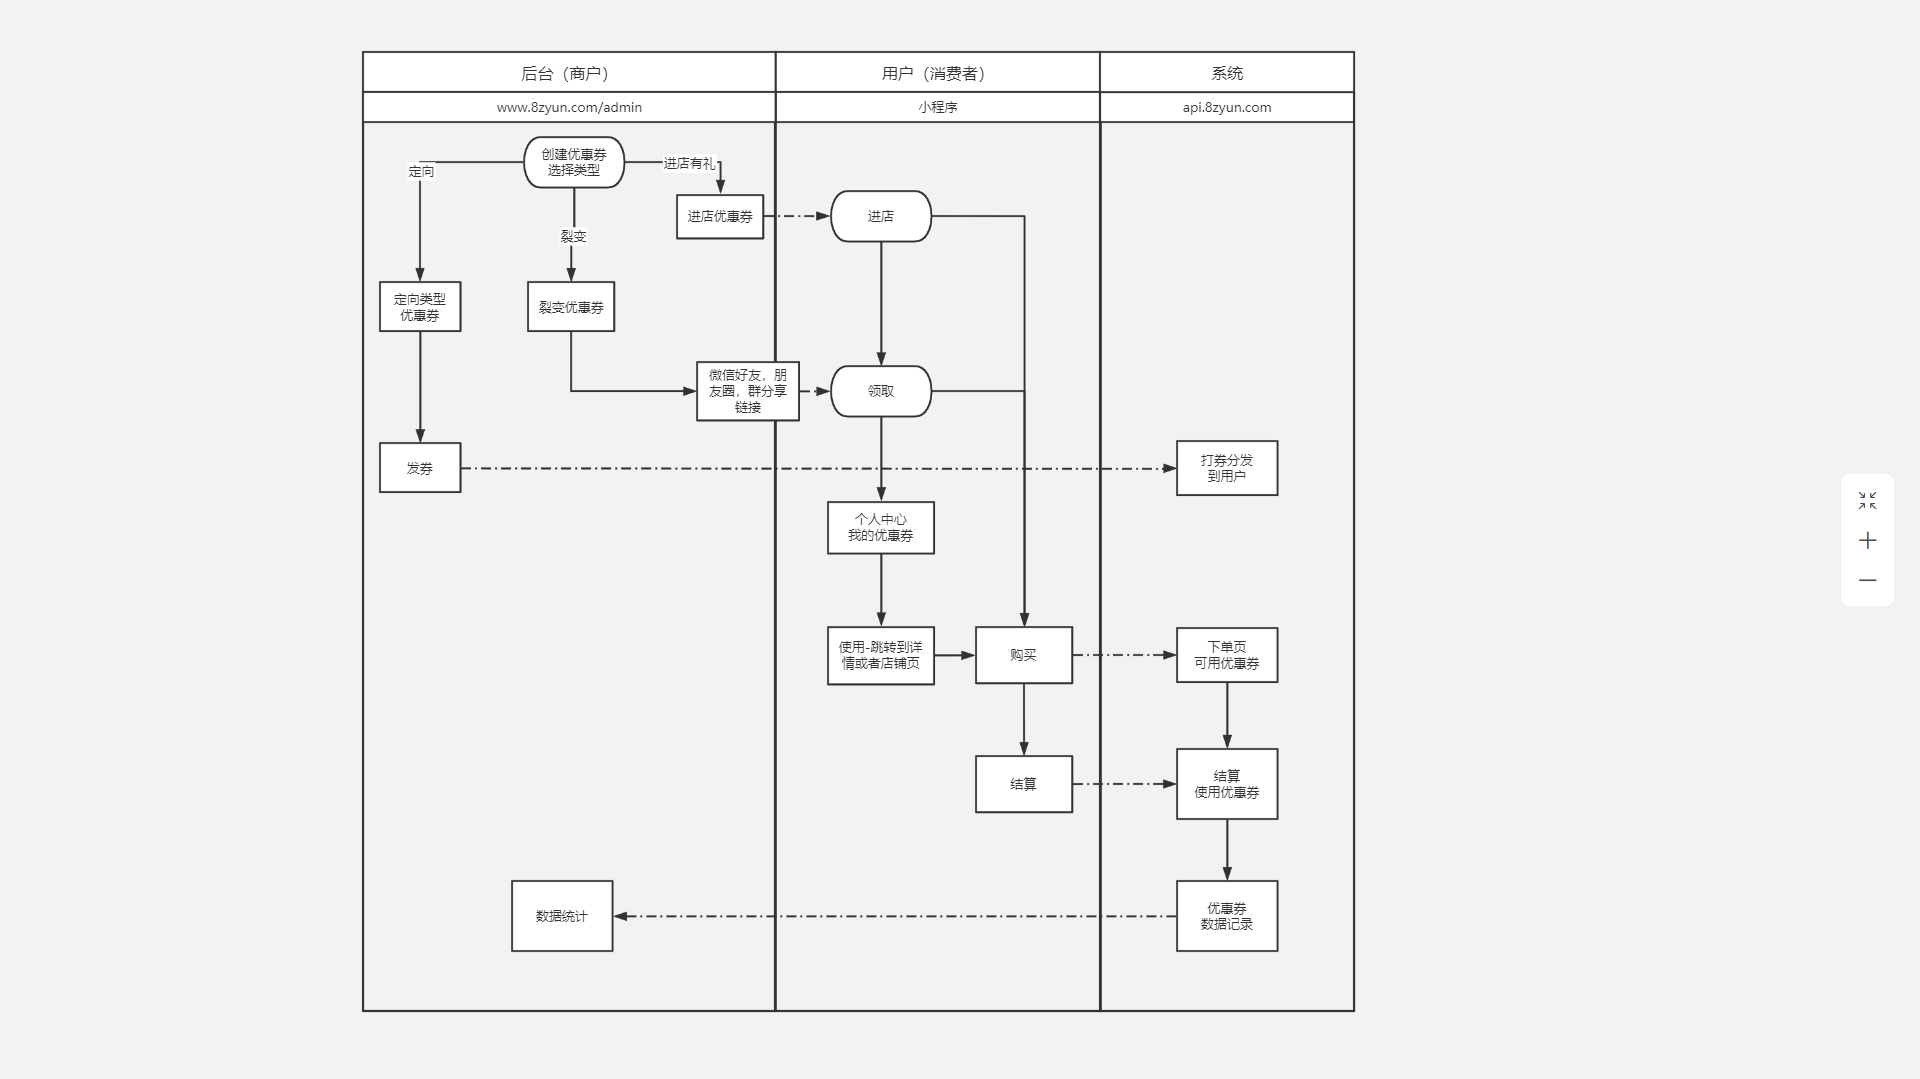 后台（商户）
用户（消费者）
系统
www.8zyun.com/admin
小程序
api.8zyun.com
创建优惠券
选择类型
定向
进店有礼
裂变
进店优惠券
进店
定向类型
优惠券
裂变优惠券
微信好友，朋
友圈，群分享
链接
领取
发券
打券分发
到用户
个人中心
我的优惠券
使用-跳转到详
情或者店铺页
购买
下单页
可用优惠券
结算
结算
使用优惠券
数据统计
优惠券
数据记录